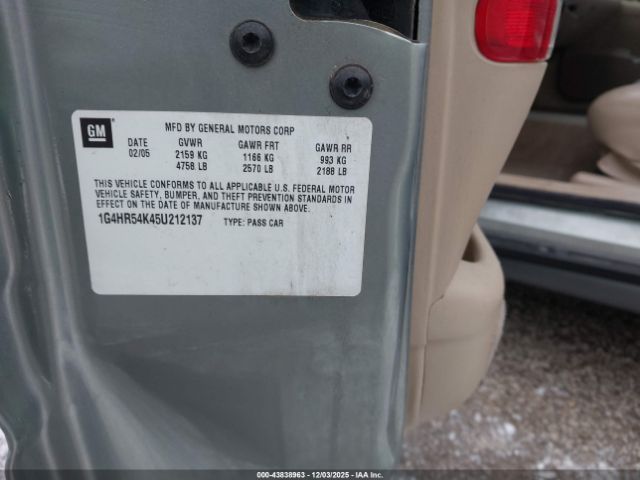 GM
MFD BY GENERAL MOTORS CORP
DATE GVWR GAWR FRT GAWR RR
02/05 2159 KG 1166 KG 993 KG
4758 LB 2570 LB 2188 LB
THIS VEHICLE CONFORMS TO ALL APPLICABLE U.S. FEDERAL MOTOR
VEHICLE SAFETY, BUMPER, AND THEFT PREVENTION STANDARDS IN
EFFECT ON THE DATE OF MANUFACTURE SHOWN ABOVE.
1G4HR54K45U212137 TYPE: PASS CAR
000-43838963 - 12/03/2025 - IAA Inc.